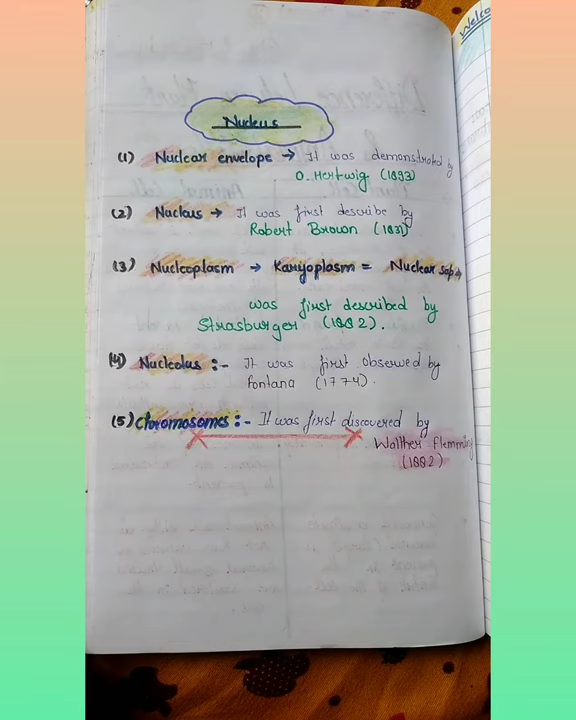 Welco
Nucleus
(1) Nuclear envelope → It was demonstrated by
O. Hertwig (1893)
(2) Nucleus → It was first describe by
Robert Brown (1831)
(3) Nucleoplasm → Karyoplasm = Nuclear Sap →
was first described by
Strasburger (1882).
(4) Nucleolus :- It was first observed by
Fontana (1774).
(5) Chromosomes :- It was first discovered by
Walther Flemming
(1882)